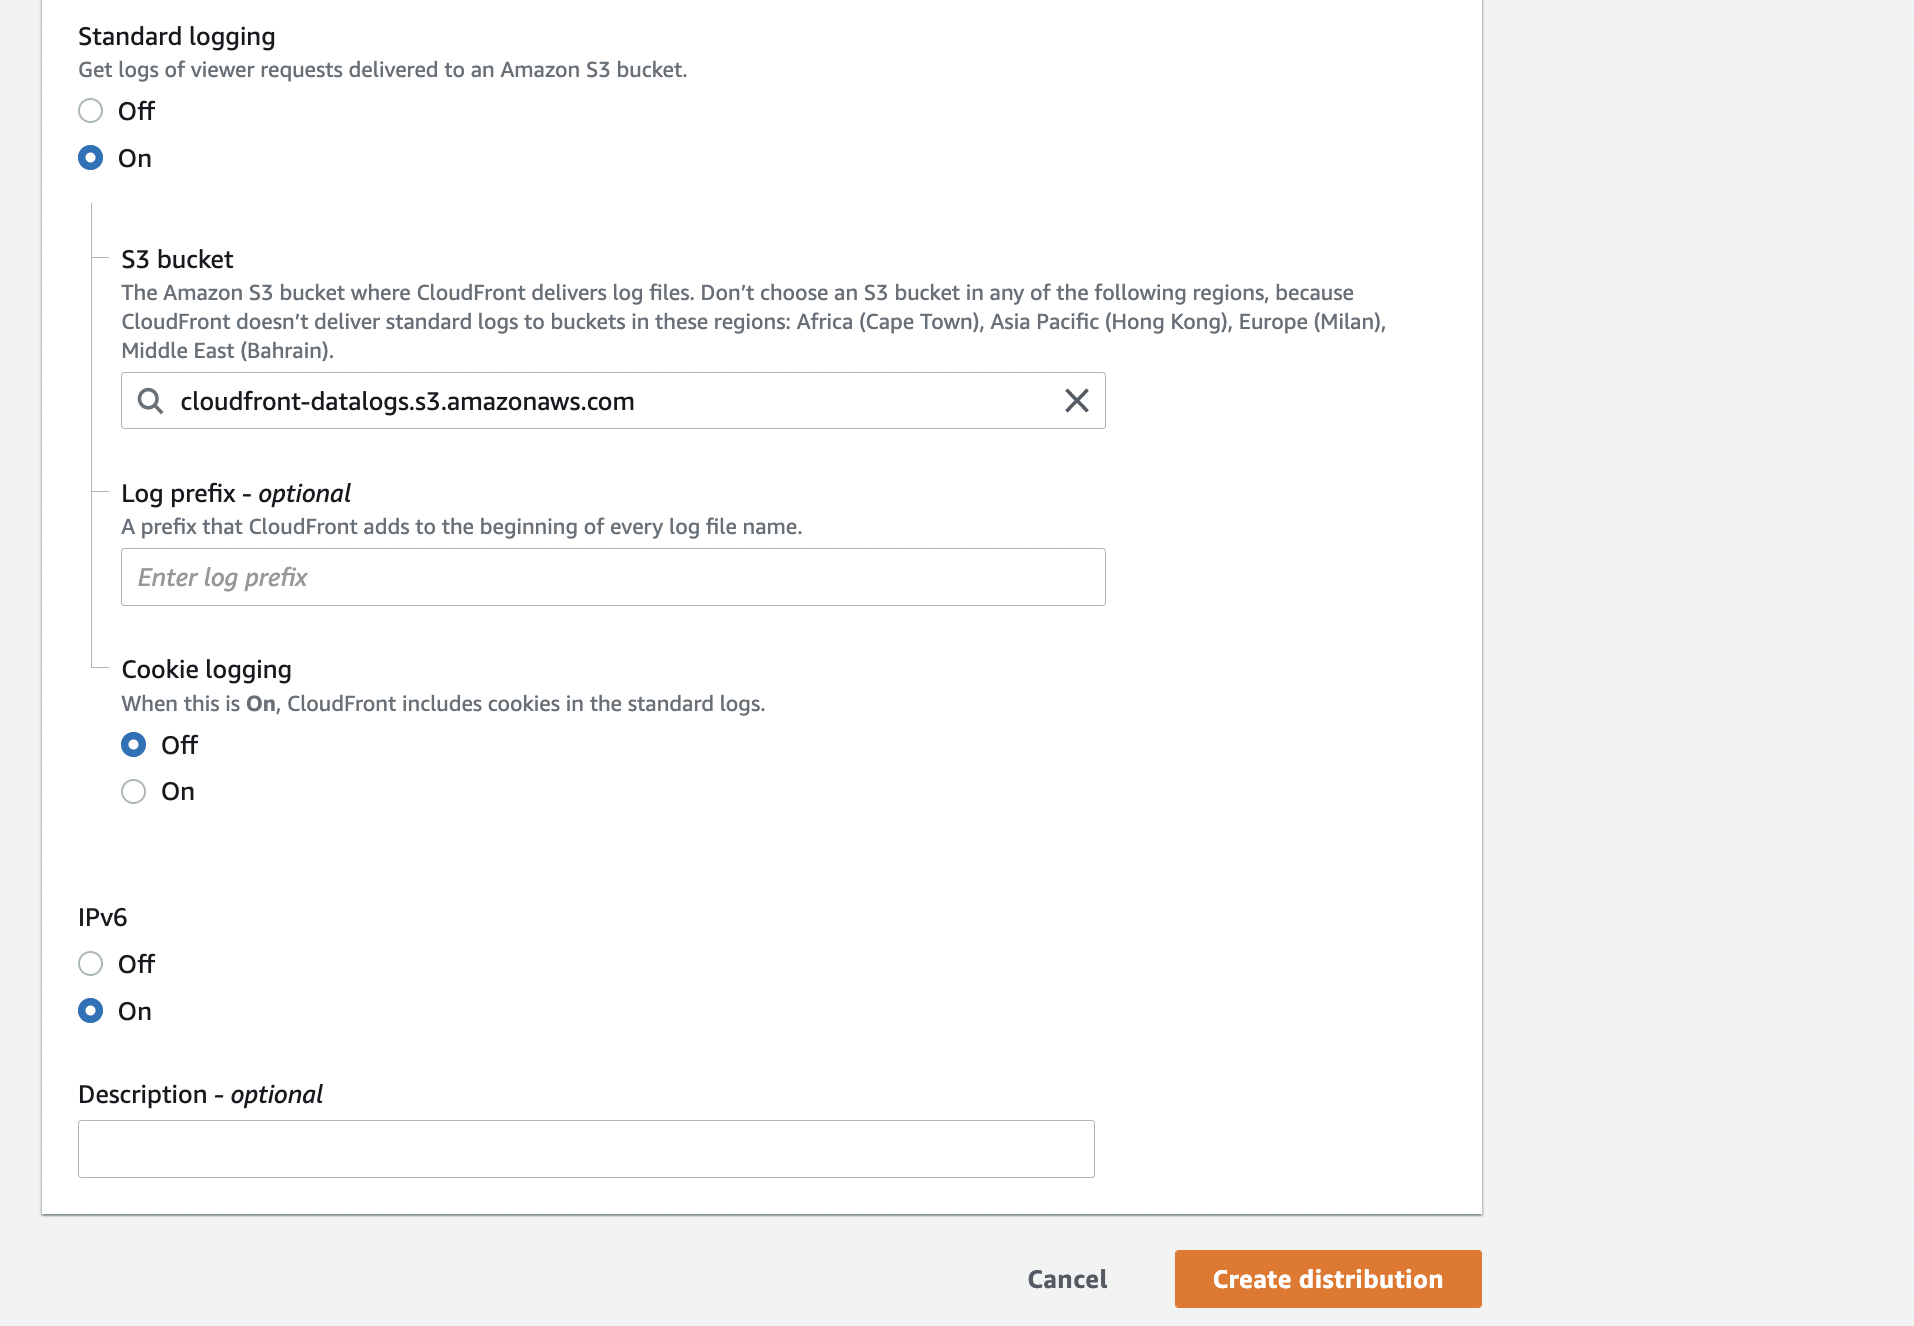 Standard logging
Get logs of viewer requests delivered to an Amazon S3 bucket.
Off
On
S3 bucket
The Amazon S3 bucket where CloudFront delivers log files. Don’t choose an S3 bucket in any of the following regions, because
CloudFront doesn’t deliver standard logs to buckets in these regions: Africa (Cape Town), Asia Pacific (Hong Kong), Europe (Milan),
Middle East (Bahrain).
cloudfront-datalogs.s3.amazonaws.com
Log prefix - optional
A prefix that CloudFront adds to the beginning of every log file name.
Enter log prefix
Cookie logging
When this is On, CloudFront includes cookies in the standard logs.
Off
On
IPv6
Off
On
Description - optional
Cancel
Create distribution